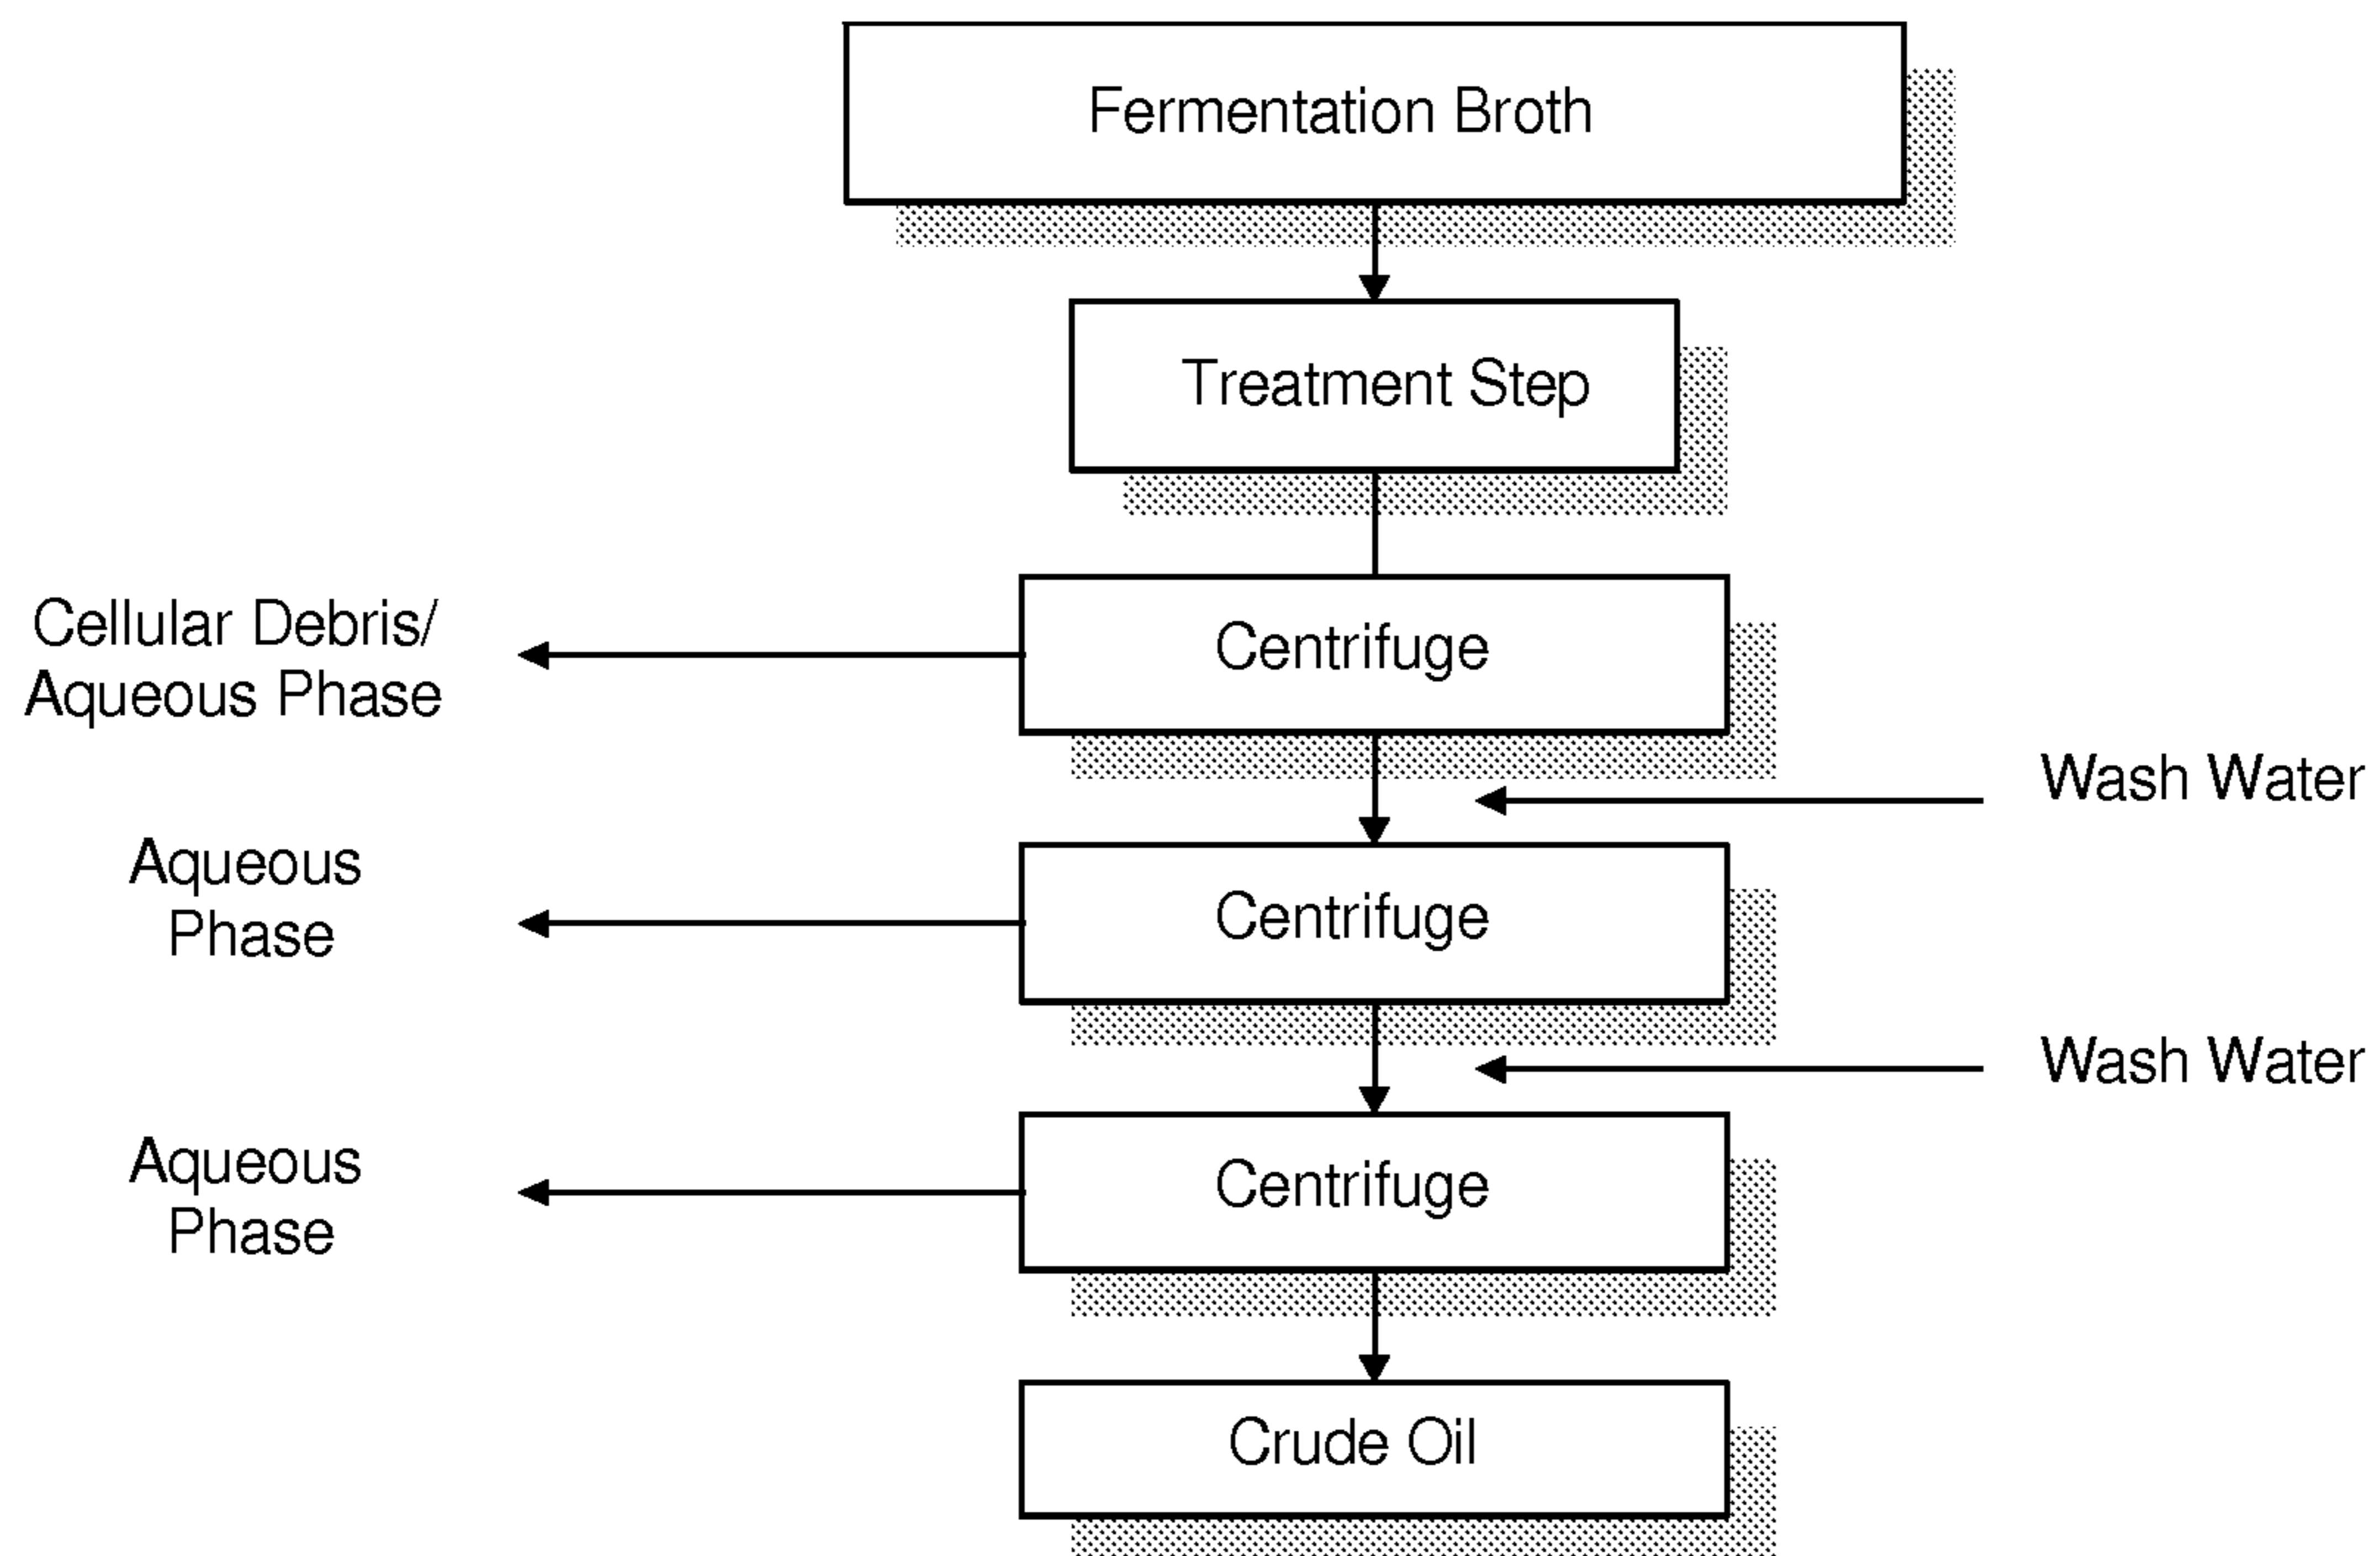 Fermentation Broth
Treatment Step
Cellular Debris/
Aqueous Phase
Centrifuge
Wash Water
Aqueous
Phase
Centrifuge
Wash Water
Aqueous
Phase
Centrifuge
Crude Oil